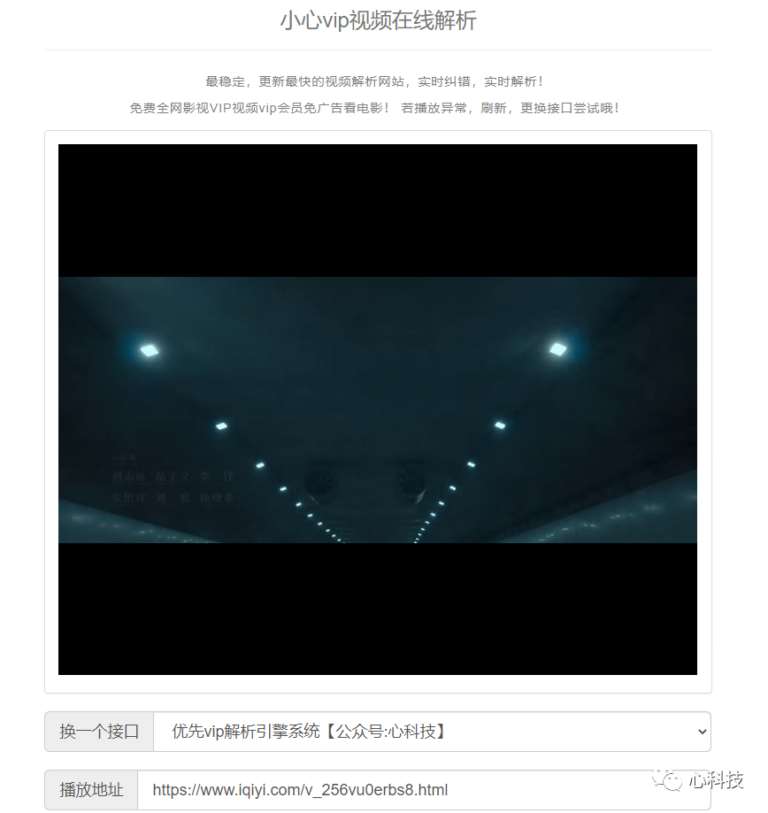 小心vip视频在线解析
最稳定，更新最快的视频解析网站，实时纠错，实时解析！
免费全网影视VIP视频vip会员免广告看电影！ 若播放异常，刷新，更换接口尝试哦！
换一个接口
优先vip解析引擎系统【公众号:心科技】
播放地址
https://www.iqiyi.com/v_256vu0erbs8.html
心科技